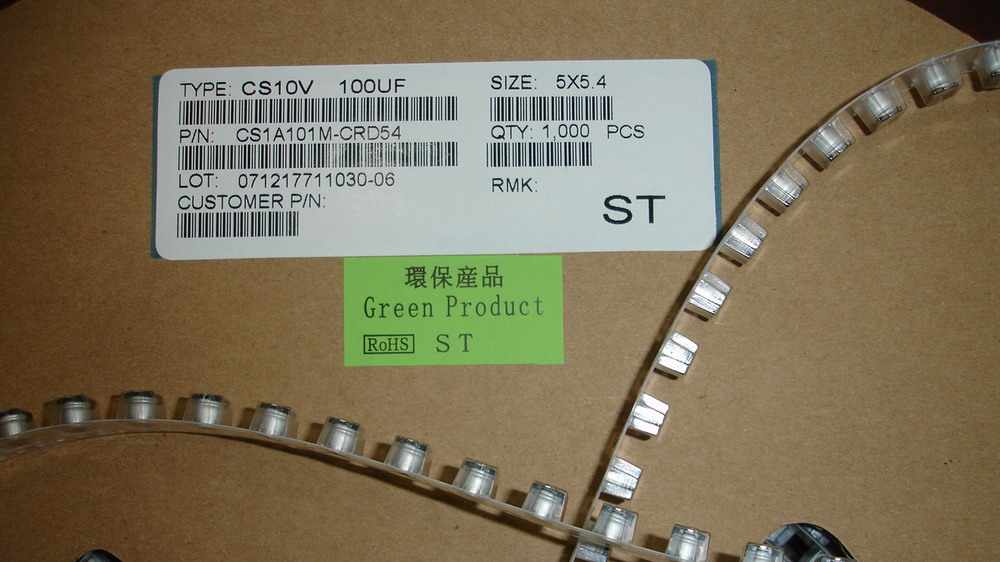 TYPE: CS10V 100UF
SIZE: 5X5.4
P/N: CS1A101M-CRD54
QTY: 1,000 PCS
LOT: 071217711030-06
RMK:
CUSTOMER P/N:
ST
環保産品
Green Product
RoHS ST